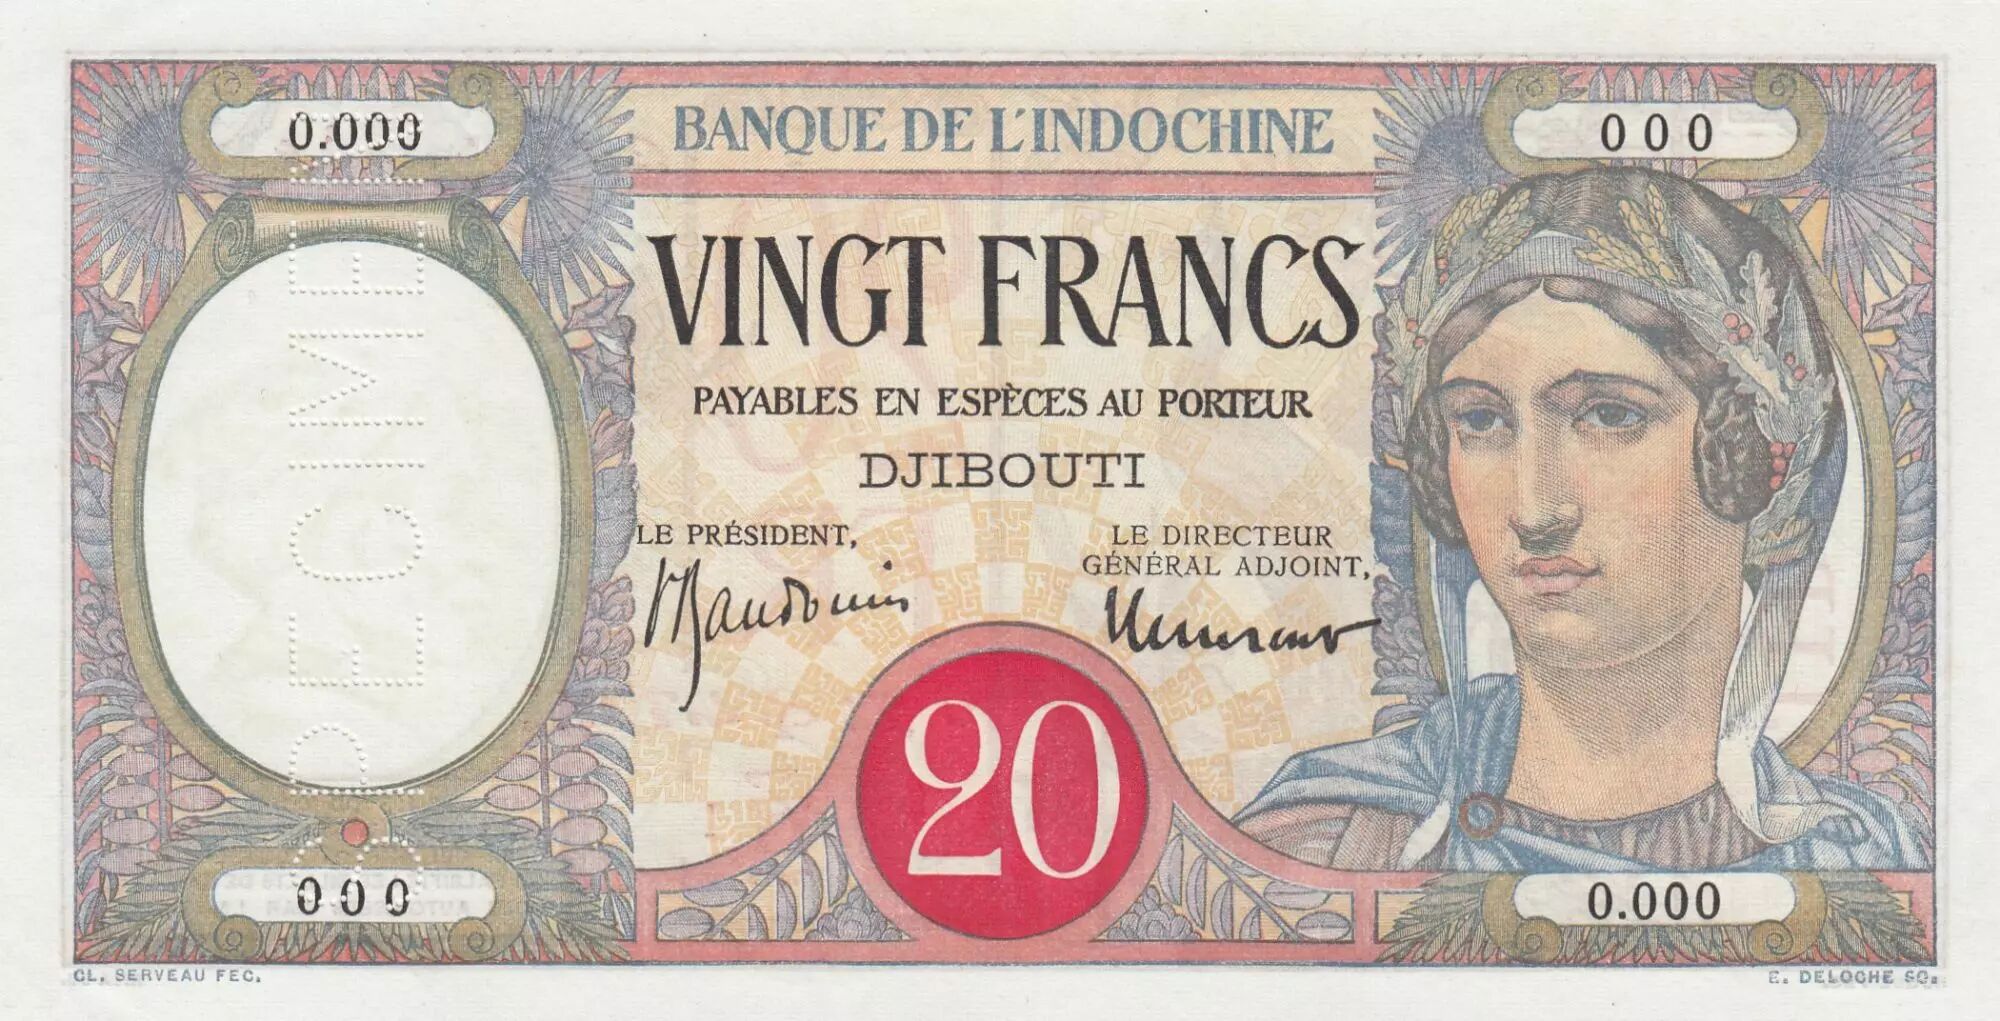 0.000
BANQUE DE L'INDOCHINE
000
VINGT FRANCS
PAYABLES EN ESPÈCES AU PORTEUR
DJIBOUTI
LE PRÉSIDENT,
LE DIRECTEUR
GÉNÉRAL ADJOINT,
20
000
0.000
CL. SERVEAU FEC.
E. DELOCHE SC.
SPECIMEN